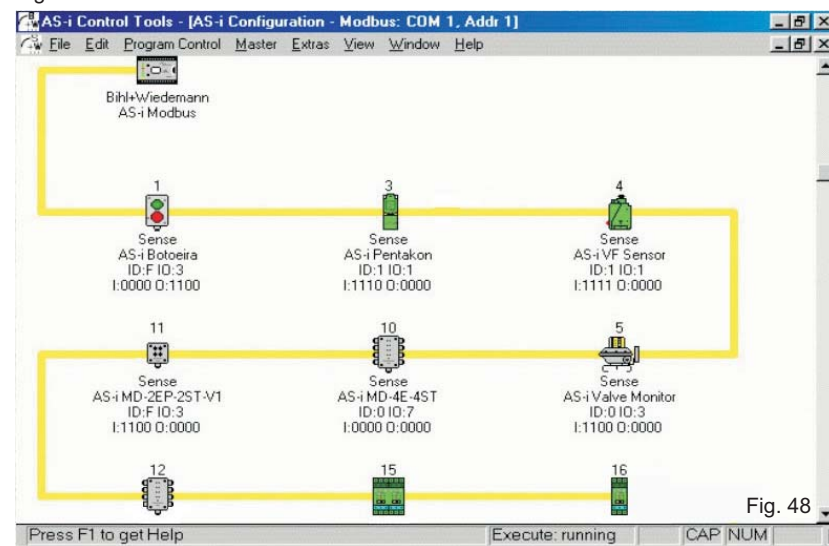 AS-i Control Tools - [AS-i Configuration - Modbus: COM 1, Addr 1]
File Edit Program Control Master Extras View Window Help
Bihl+Wiedemann
AS-i Modbus
1
Sense
AS-i Botoeira
ID:F IO:3
I:0000 O:1100
3
Sense
AS-i Pentakon
ID:1 IO:1
I:1110 O:0000
4
Sense
AS-i VF Sensor
ID:1 IO:1
I:1111 O:0000
11
Sense
AS-i MD-2EP-2ST-V1
ID:F IO:3
I:1100 O:0000
10
Sense
AS-i MD-4E-4ST
ID:0 IO:7
I:0000 O:0000
5
Sense
AS-i Valve Monitor
ID:0 IO:3
I:1100 O:0000
12
15
16
Fig. 48
Press F1 to get Help
Execute: running
CAP NUM